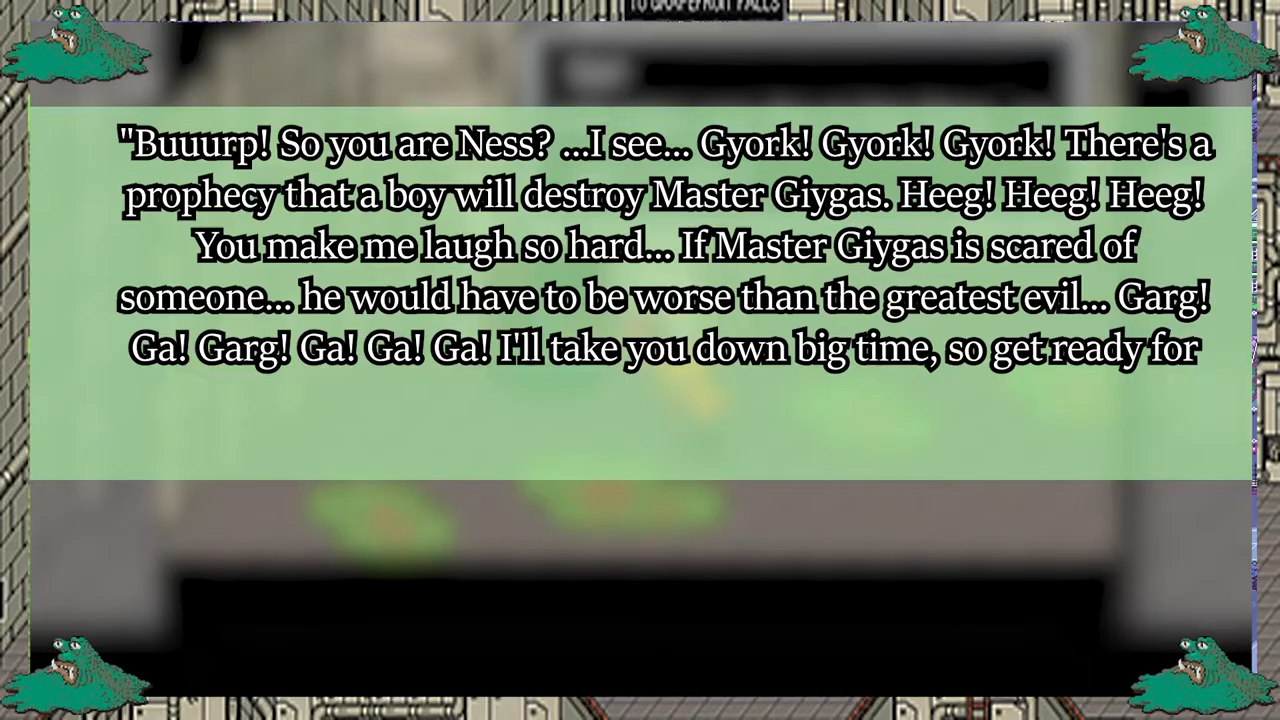 TO GRAPEFRUIT FALLS
"Buuurp! So you are Ness? ...I see... Gyork! Gyork! Gyork! There's a
prophecy that a boy will destroy Master Giygas. Heeg! Heeg! Heeg!
You make me laugh so hard... If Master Giygas is scared of
someone... he would have to be worse than the greatest evil... Garg!
Ga! Garg! Ga! Ga! Ga! I'll take you down big time, so get ready for